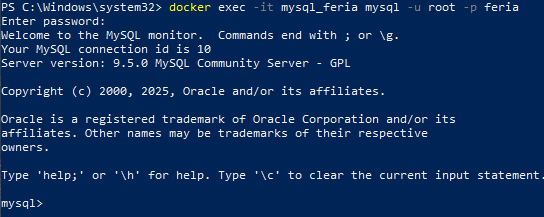 PS C:\Windows\system32> docker exec -it mysql_feria mysql -u root -p feria
Enter password:
Welcome to the MySQL monitor.  Commands end with ; or \g.
Your MySQL connection id is 10
Server version: 9.5.0 MySQL Community Server - GPL
Copyright (c) 2000, 2025, Oracle and/or its affiliates.
Oracle is a registered trademark of Oracle Corporation and/or its
affiliates. Other names may be trademarks of their respective
owners.
Type 'help;' or '\h' for help. Type '\c' to clear the current input statement.
mysql>